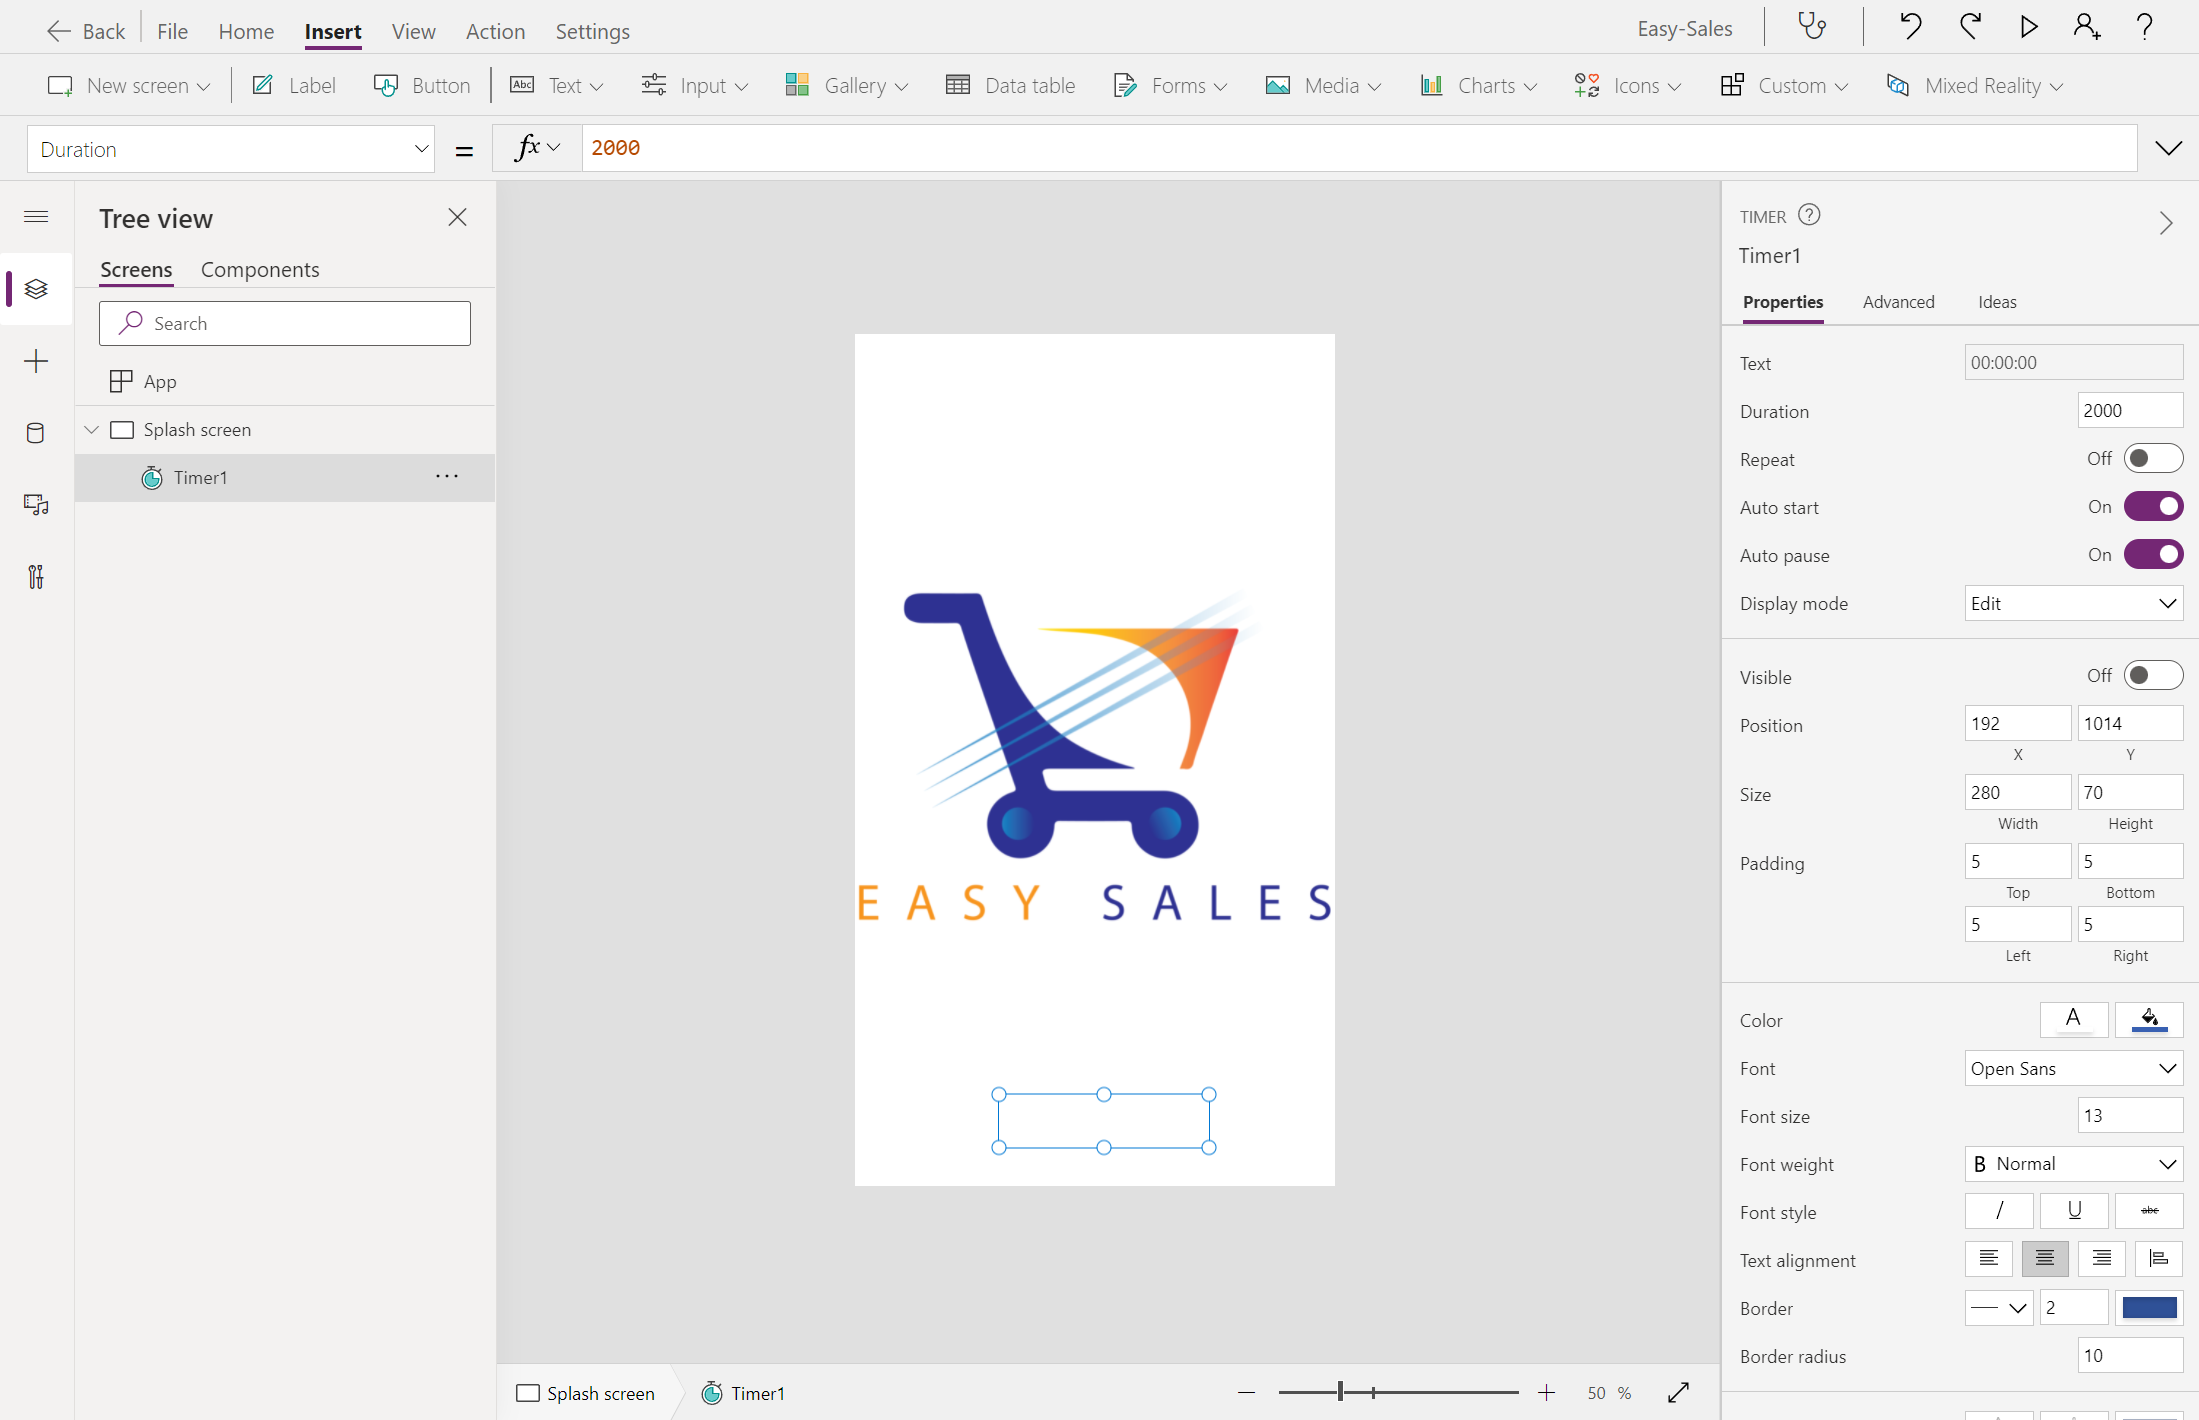 Back File Home Insert View Action Settings Easy-Sales
New screen Label Button Abc Text Input Gallery Data table Forms Media Charts Icons Custom Mixed Reality
Duration = fx 2000
Tree view
Screens Components
Search
App
Splash screen
Timer1
EASY SALES
Splash screen Timer1 50 %
TIMER
Timer1
Properties Advanced Ideas
Text 00:00:00
Duration 2000
Repeat Off
Auto start On
Auto pause On
Display mode Edit
Visible Off
Position 192 1014
X Y
Size 280 70
Width Height
Padding 5 5
Top Bottom
5 5
Left Right
Color A
Font Open Sans
Font size 13
Font weight B Normal
Font style / U abc
Text alignment
Border 2
Border radius 10